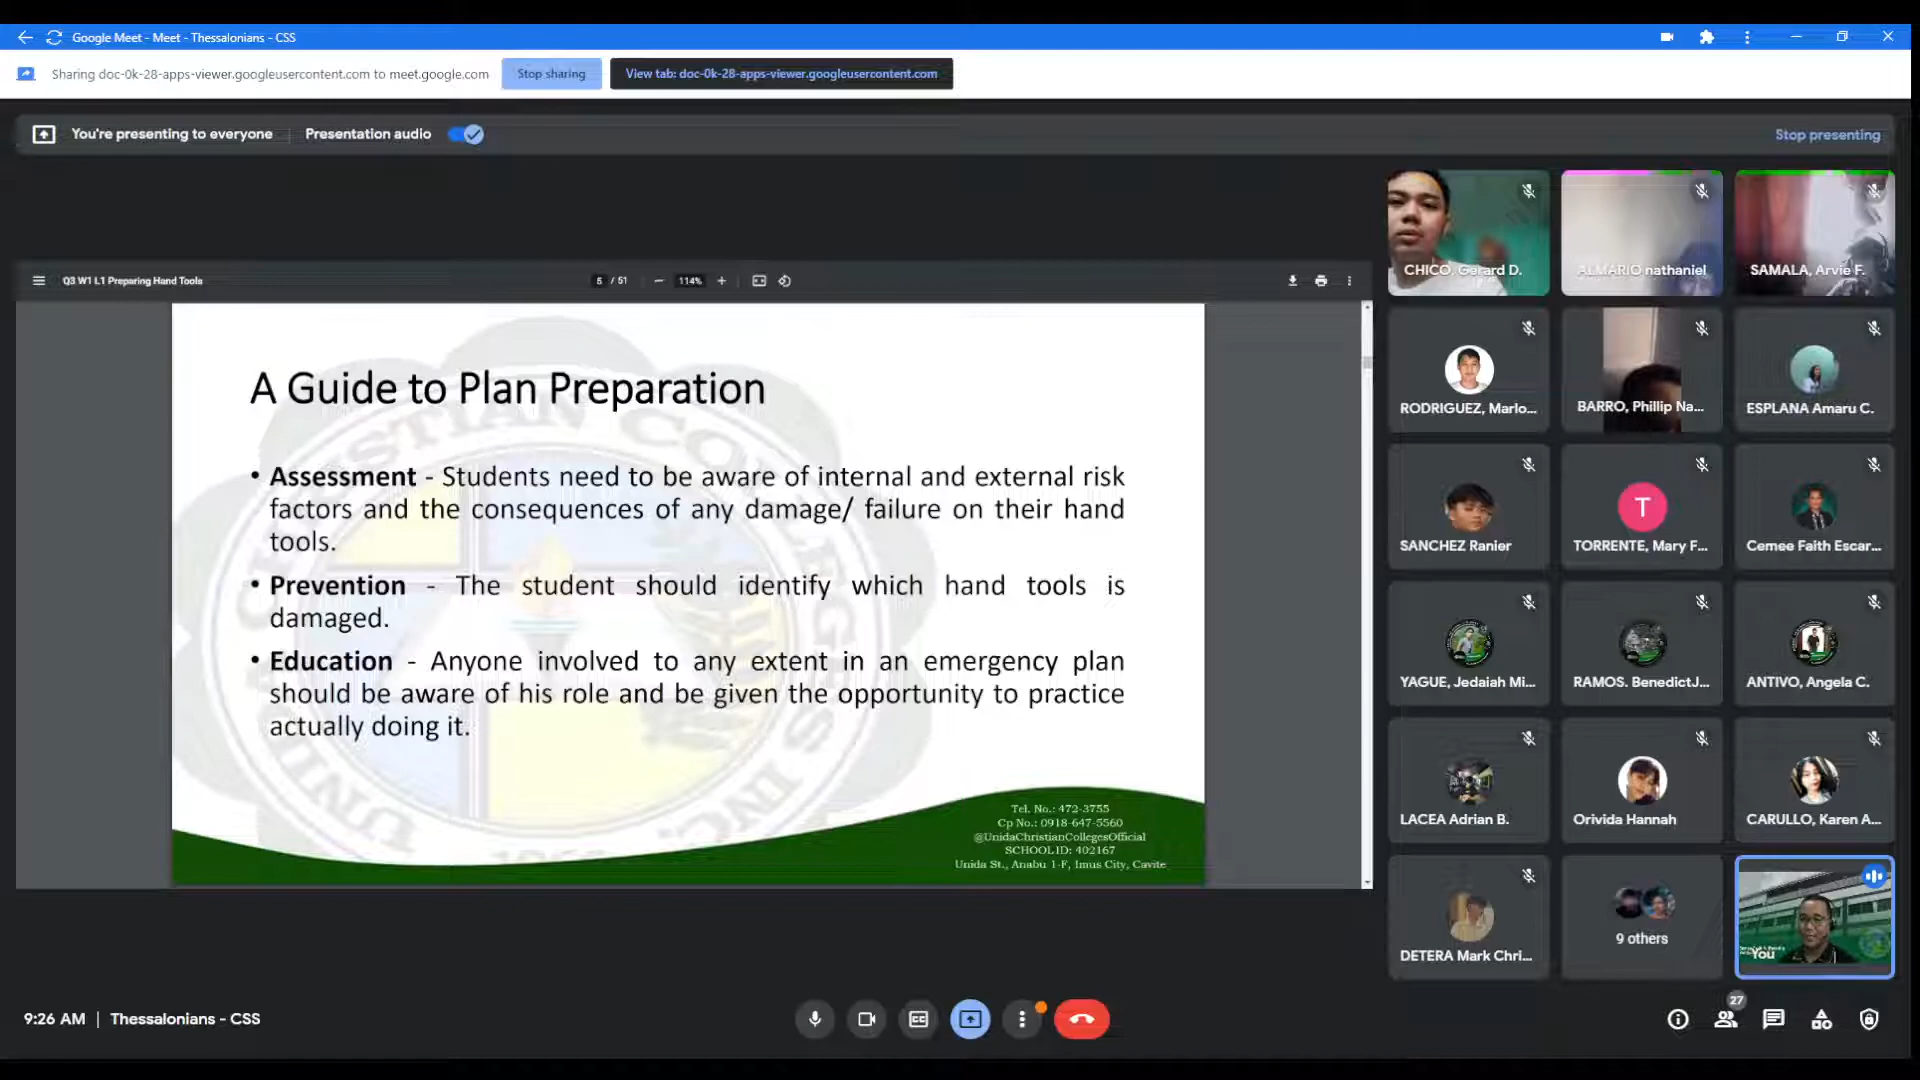 Google Meet - Meet - Thessalonians - CSS
Sharing doc-0k-28-apps-viewer.googleusercontent.com to meet.google.com
Stop sharing
View tab: doc-0k-28-apps-viewer.googleusercontent.com
You're presenting to everyone
Presentation audio
Stop presenting
Q3 W1 L1 Preparing Hand Tools
5 / 51
114%
A Guide to Plan Preparation
• Assessment - Students need to be aware of internal and external risk
factors and the consequences of any damage/ failure on their hand
tools.
• Prevention - The student should identify which hand tools is
damaged.
• Education - Anyone involved to any extent in an emergency plan
should be aware of his role and be given the opportunity to practice
actually doing it.
CHRISTIAN COLLEGES INC.
Tel. No.: 472-3755
Cp No.: 0918-647-5560
@UnidaChristianCollegesOfficial
SCHOOL ID: 402167
Unida St., Anabu 1-F, Imus City, Cavite
CHICO, Gerard D.
ALMARIO nathaniel
SAMALA, Arvie F.
RODRIGUEZ, Marlo...
BARRO, Phillip Na...
ESPLANA Amaru C.
SANCHEZ Ranier
T
TORRENTE, Mary F...
Cemee Faith Escar...
YAGUE, Jedaiah Mi...
RAMOS. BenedictJ...
ANTIVO, Angela C.
LACEA Adrian B.
Orivida Hannah
CARULLO, Karen A...
DETERA Mark Chri...
9 others
You
9:26 AM | Thessalonians - CSS
CC
27